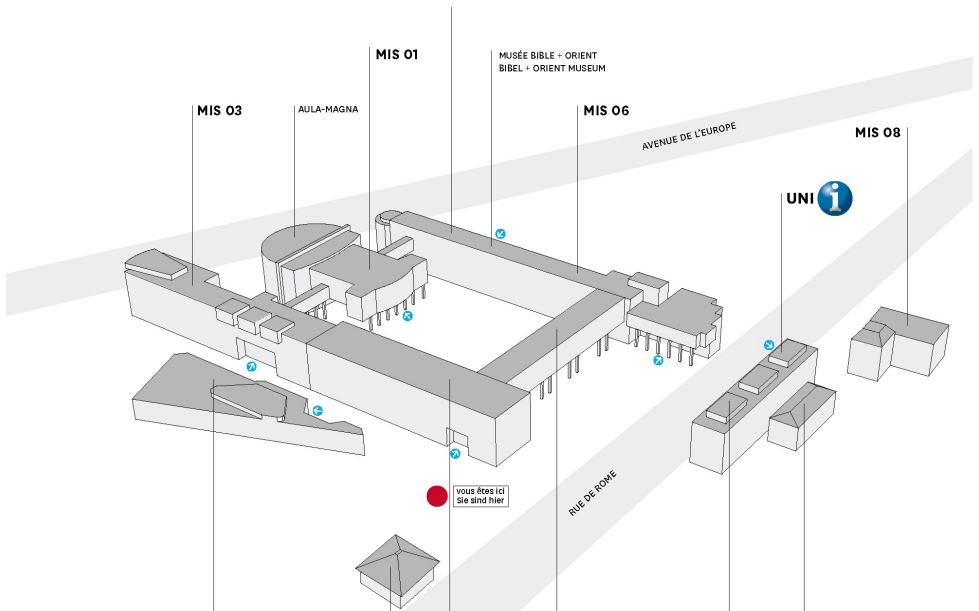 MIS 01
MUSÉE BIBLE + ORIENT
BIBEL + ORIENT MUSEUM
MIS 03
AULA-MAGNA
MIS 06
AVENUE DE L'EUROPE
MIS 08
UNI i
vous êtes ici
Sie sind hier
RUE DE ROME